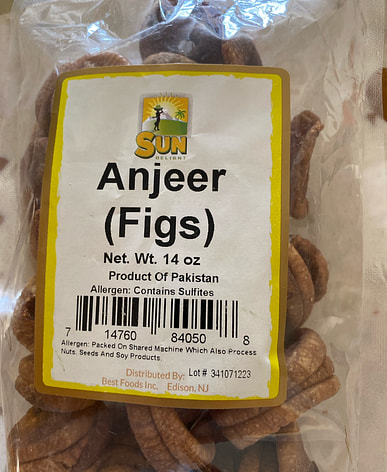 SUN
DELIGHT
Anjeer
(Figs)
Net. Wt. 14 oz
Product Of Pakistan
Allergen: Contains Sulfites
7 14760 84050 8
Allergen: Packed On Shared Machine Which Also Process
Nuts. Seeds And Soy Products.
Distributed By: Lot # 341071223
Best Foods Inc. Edison, NJ